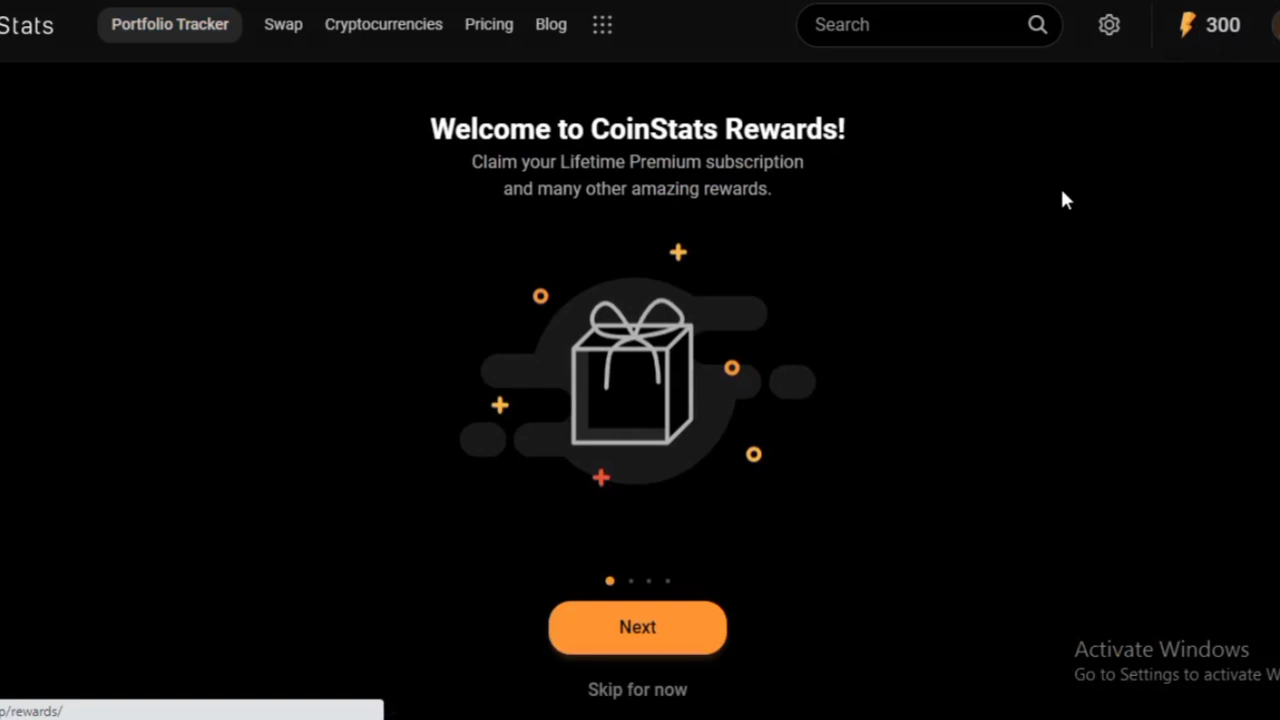 Stats Portfolio Tracker Swap Cryptocurrencies Pricing Blog Search 300
Welcome to CoinStats Rewards!
Claim your Lifetime Premium subscription
and many other amazing rewards.
Next
Activate Windows
Go to Settings to activate W
Skip for now
p/rewards/